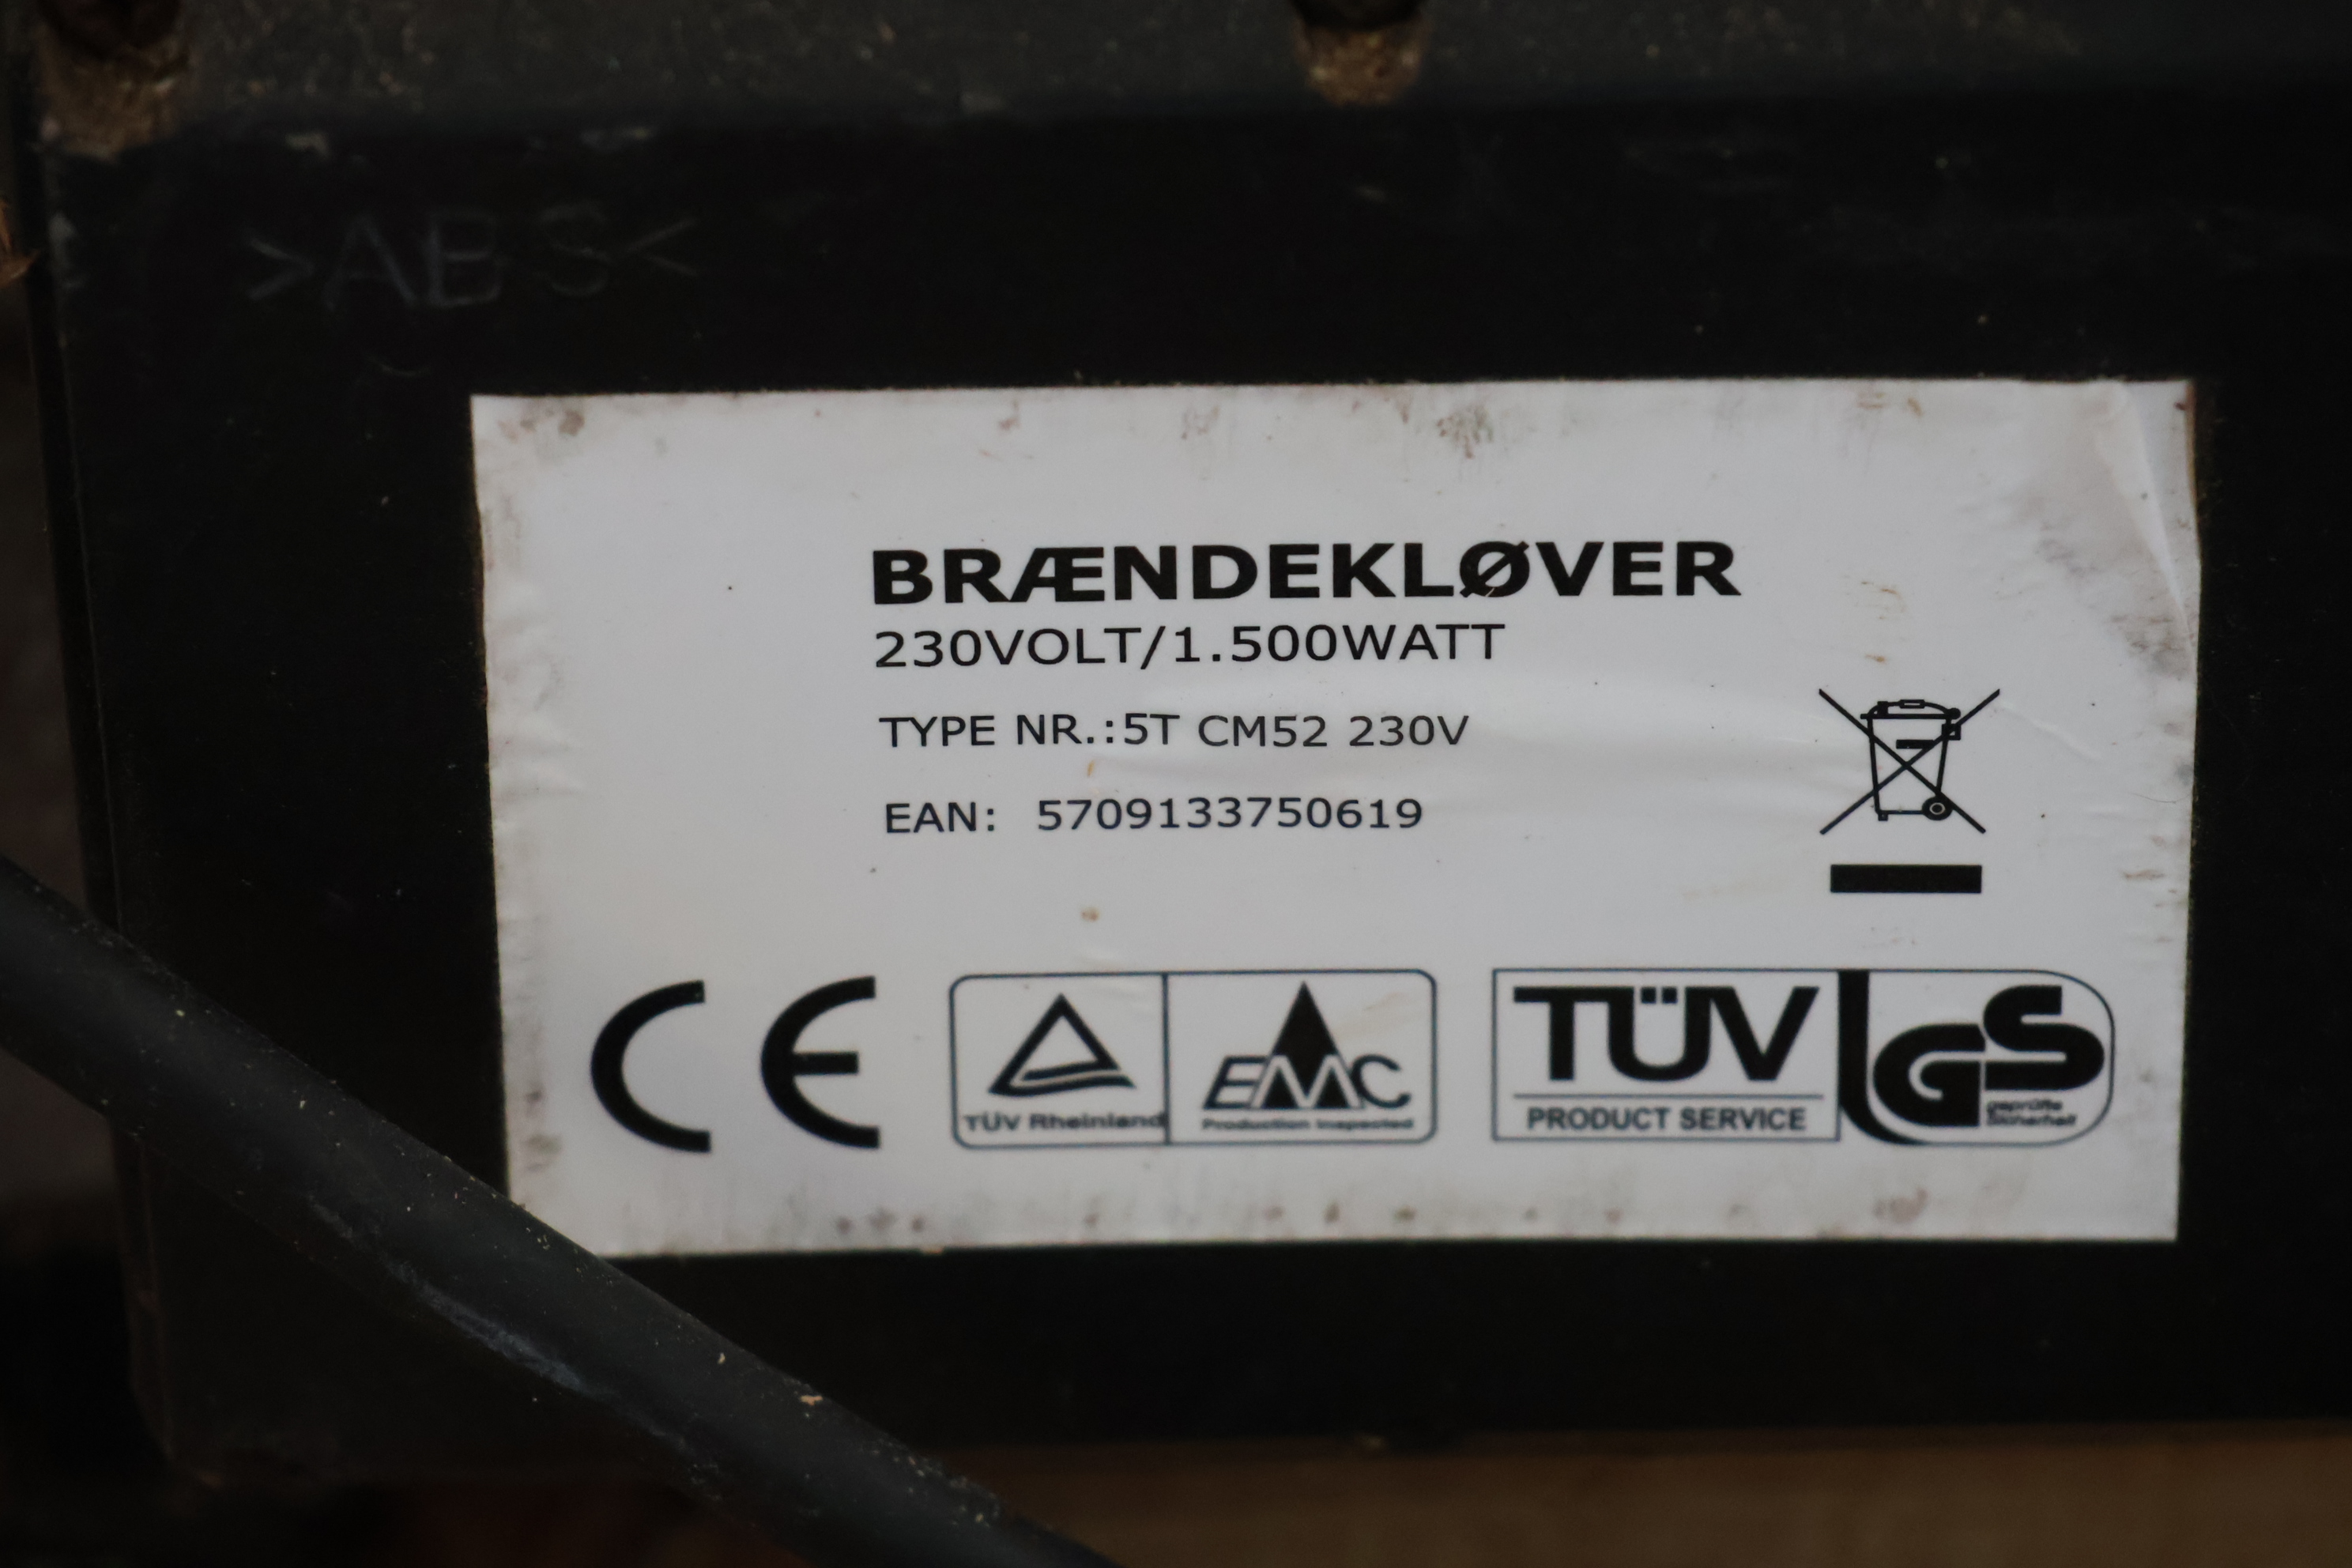 >ABS<
BRÆNDEKLØVER
230VOLT/1.500WATT
TYPE NR.:5T CM52 230V
EAN: 5709133750619
CE
TÜV Rheinland
EMC
Production Inspected
TÜV
PRODUCT SERVICE
GS
geprüfte
Sicherheit